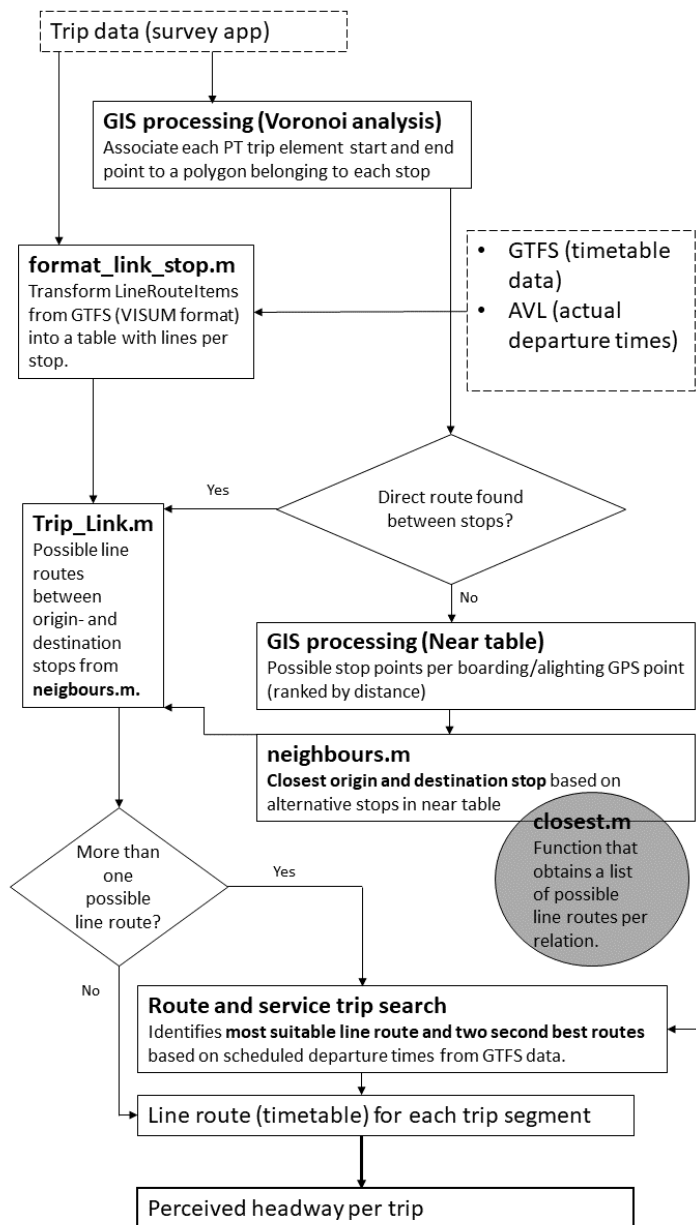 Trip data (survey app)
GIS processing (Voronoi analysis)
Associate each PT trip element start and end
point to a polygon belonging to each stop
format_link_stop.m
Transform LineRouteItems
from GTFS (VISUM format)
into a table with lines per
stop.
• GTFS (timetable
data)
• AVL (actual
departure times)
Yes
Direct route found
between stops?
No
Trip_Link.m
Possible line
routes
between
origin- and
destination
stops from
neigbours.m.
GIS processing (Near table)
Possible stop points per boarding/alighting GPS point
(ranked by distance)
neighbours.m
Closest origin and destination stop based on
alternative stops in near table
closest.m
Function that
obtains a list
of possible
line routes per
relation.
More than
one
possible
line route?
Yes
No
Route and service trip search
Identifies most suitable line route and two second best routes
based on scheduled departure times from GTFS data.
Line route (timetable) for each trip segment
Perceived headway per trip